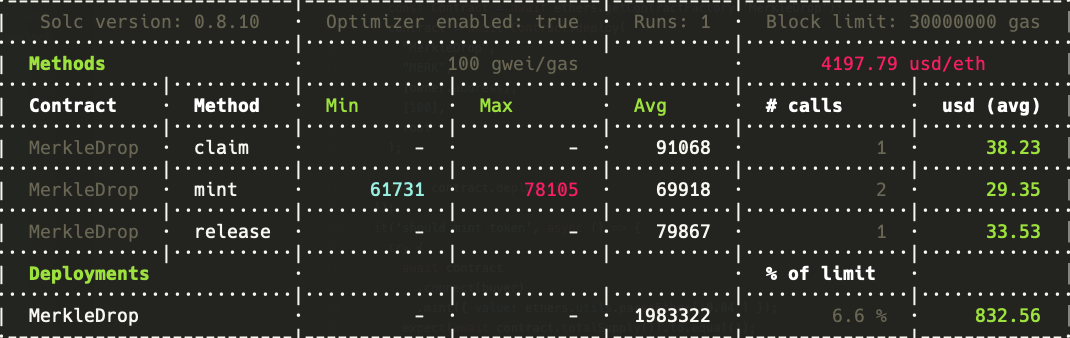 Solc version: 0.8.10 Optimizer enabled: true Runs: 1 Block limit: 30000000 gas
Methods 100 gwei/gas 4197.79 usd/eth
Contract Method Min Max Avg # calls usd (avg)
MerkleDrop claim - - 91068 1 38.23
MerkleDrop mint 61731 78105 69918 2 29.35
MerkleDrop release - - 79867 1 33.53
Deployments % of limit
MerkleDrop - - 1983322 6.6 % 832.56